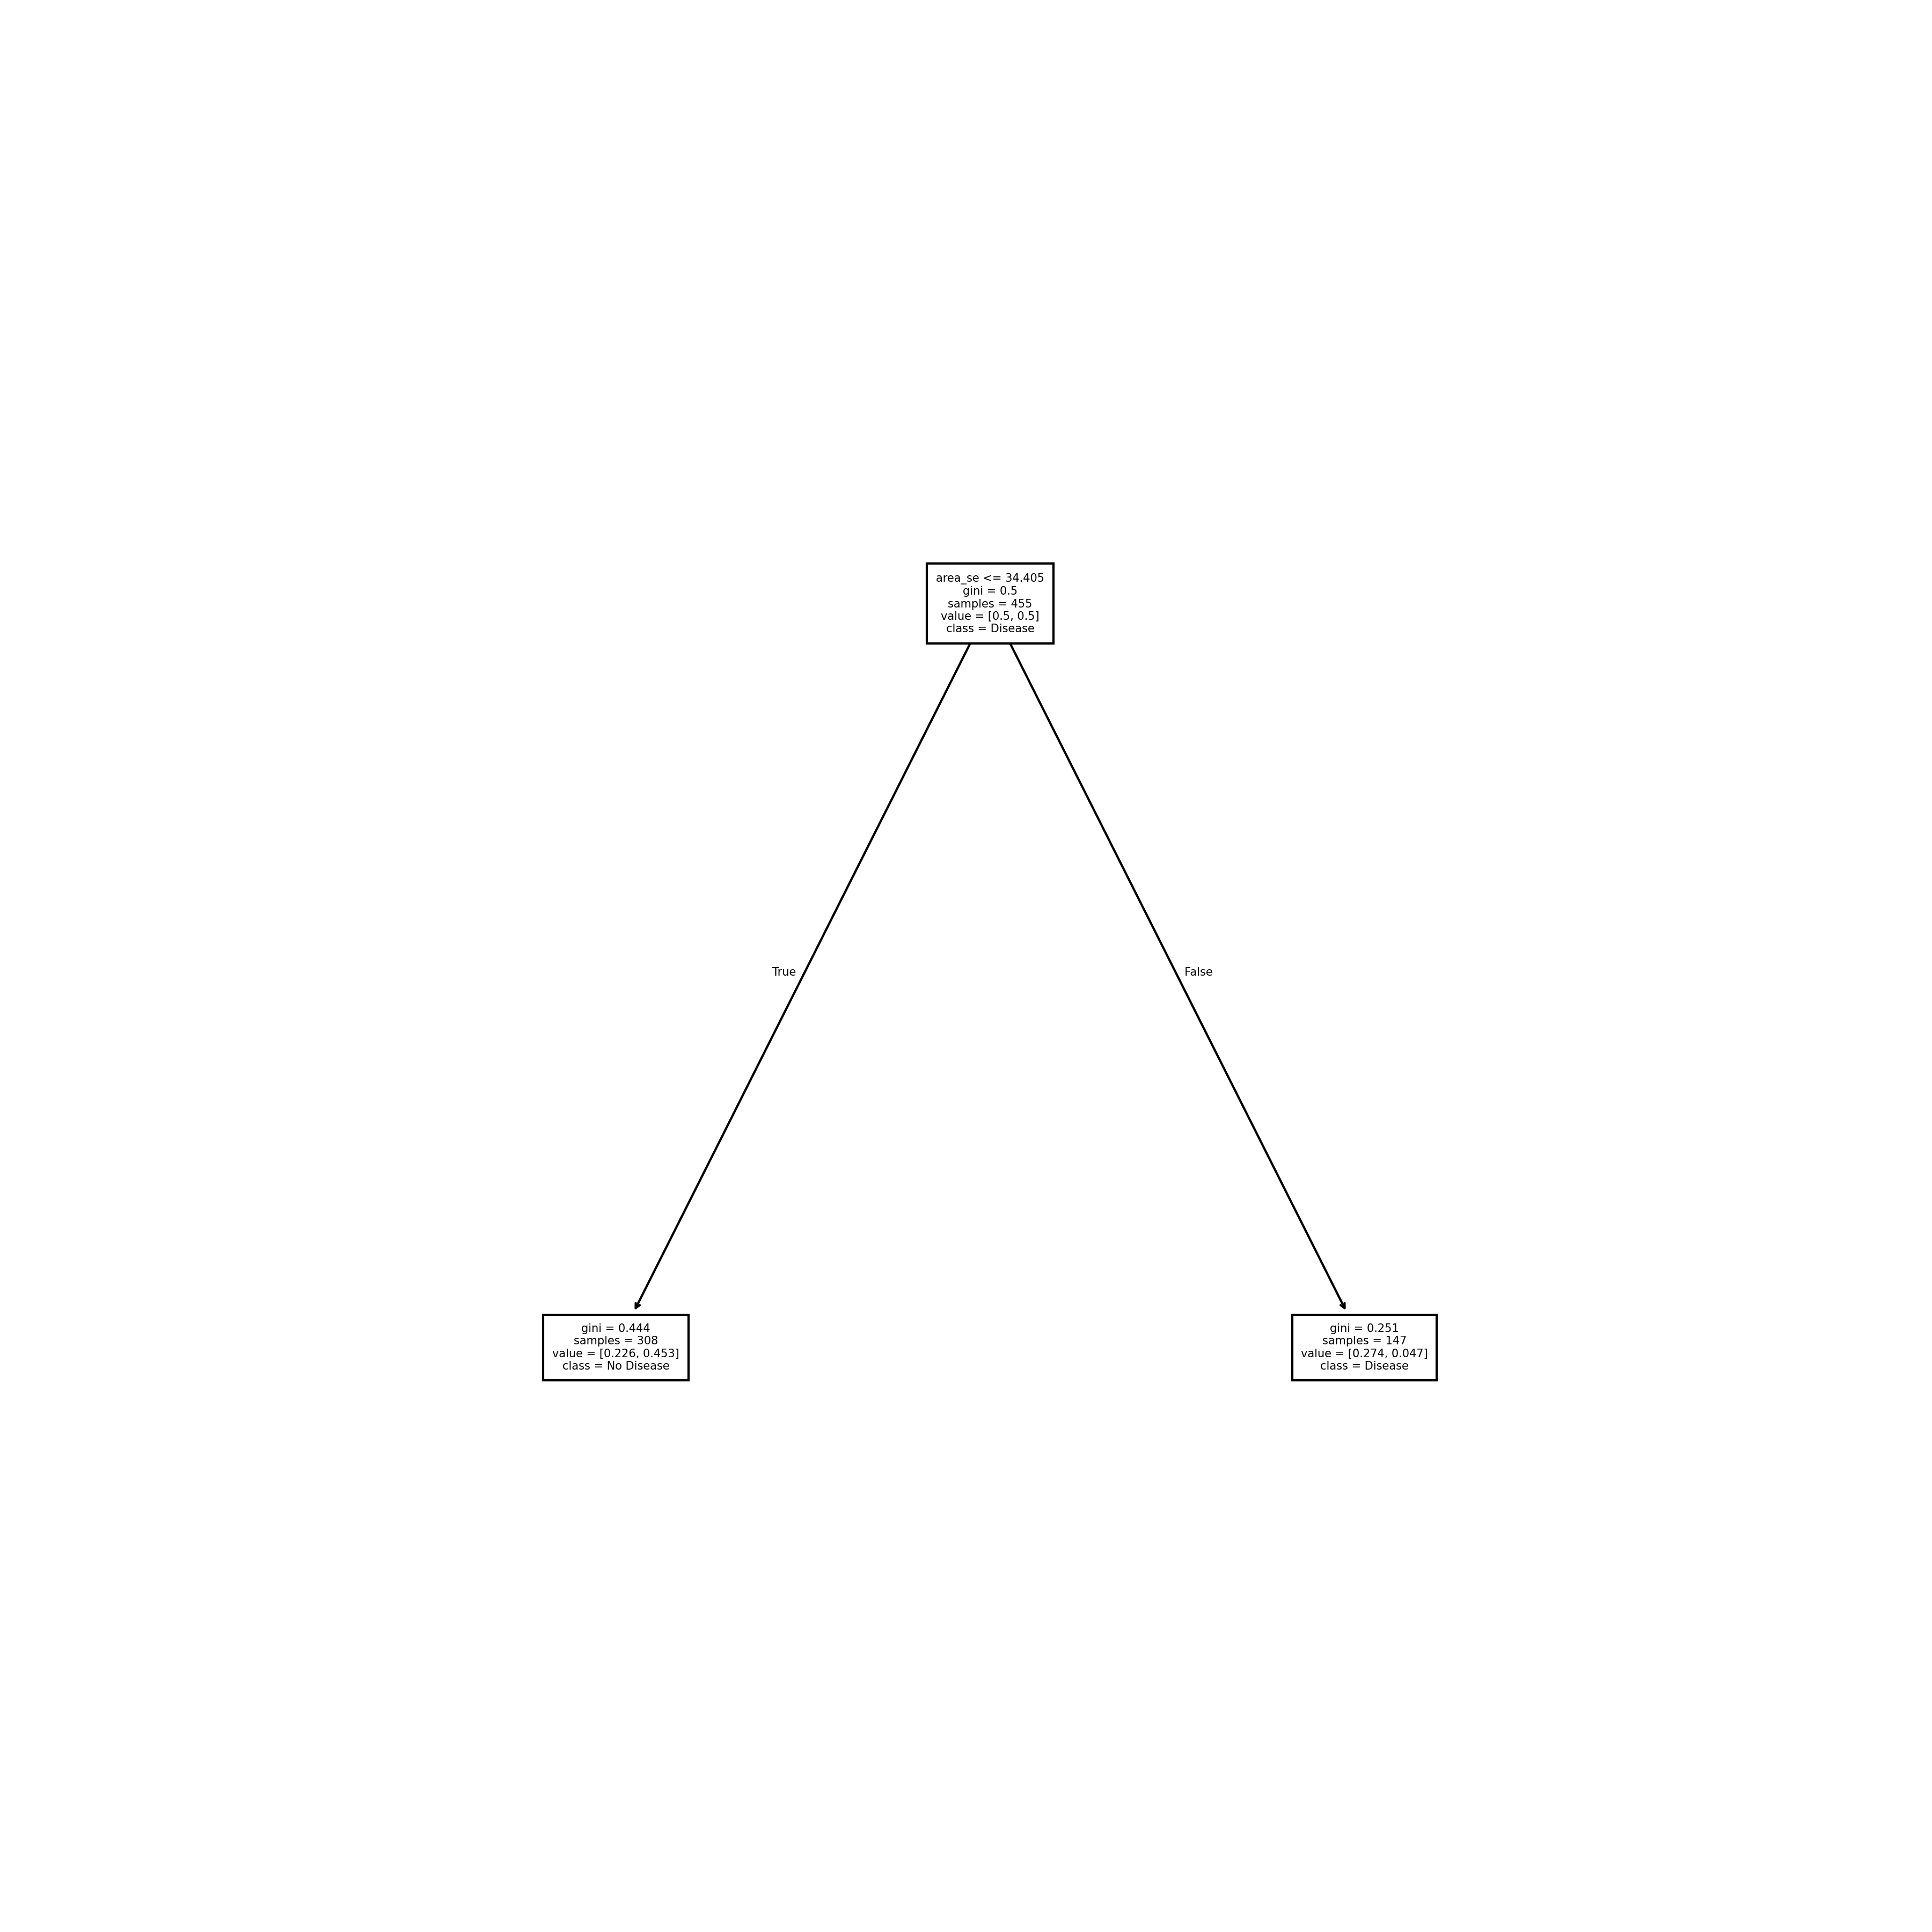 area_se <= 34.405
gini = 0.5
samples = 455
value = [0.5, 0.5]
class = Disease
True
False
gini = 0.444
samples = 308
value = [0.226, 0.453]
class = No Disease
gini = 0.251
samples = 147
value = [0.274, 0.047]
class = Disease